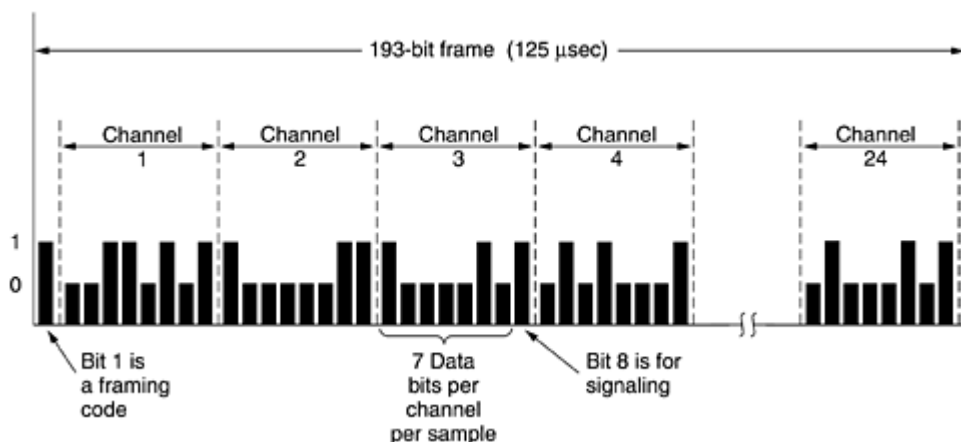 193-bit frame (125 μsec)
Channel
1
Channel
2
Channel
3
Channel
4
Channel
24
1
0
Bit 1 is
a framing
code
7 Data
bits per
channel
per sample
Bit 8 is for
signaling